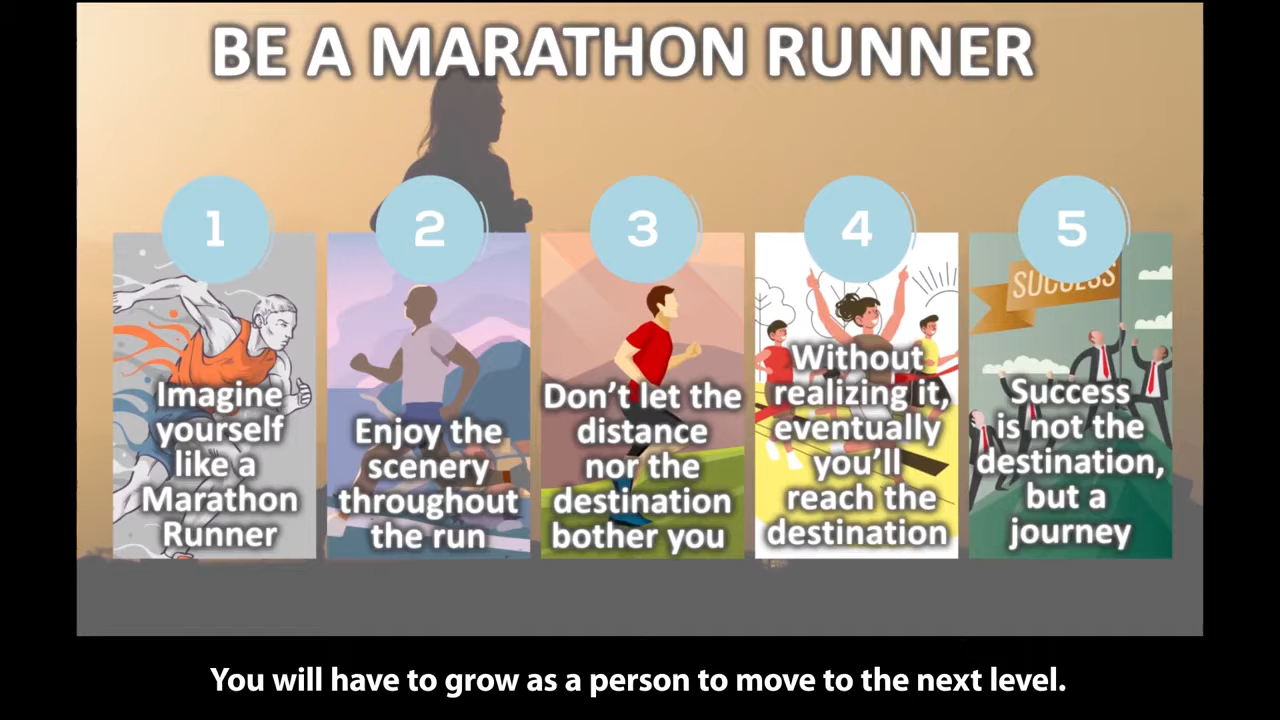 BE A MARATHON RUNNER
1
Imagine
yourself
like a
Marathon
Runner
2
Enjoy the
scenery
throughout
the run
3
Don't let the
distance
nor the
destination
bother you
4
Without
realizing it,
eventually
you'll
reach the
destination
5
SUCCESS
Success
is not the
destination,
but a
journey
You will have to grow as a person to move to the next level.